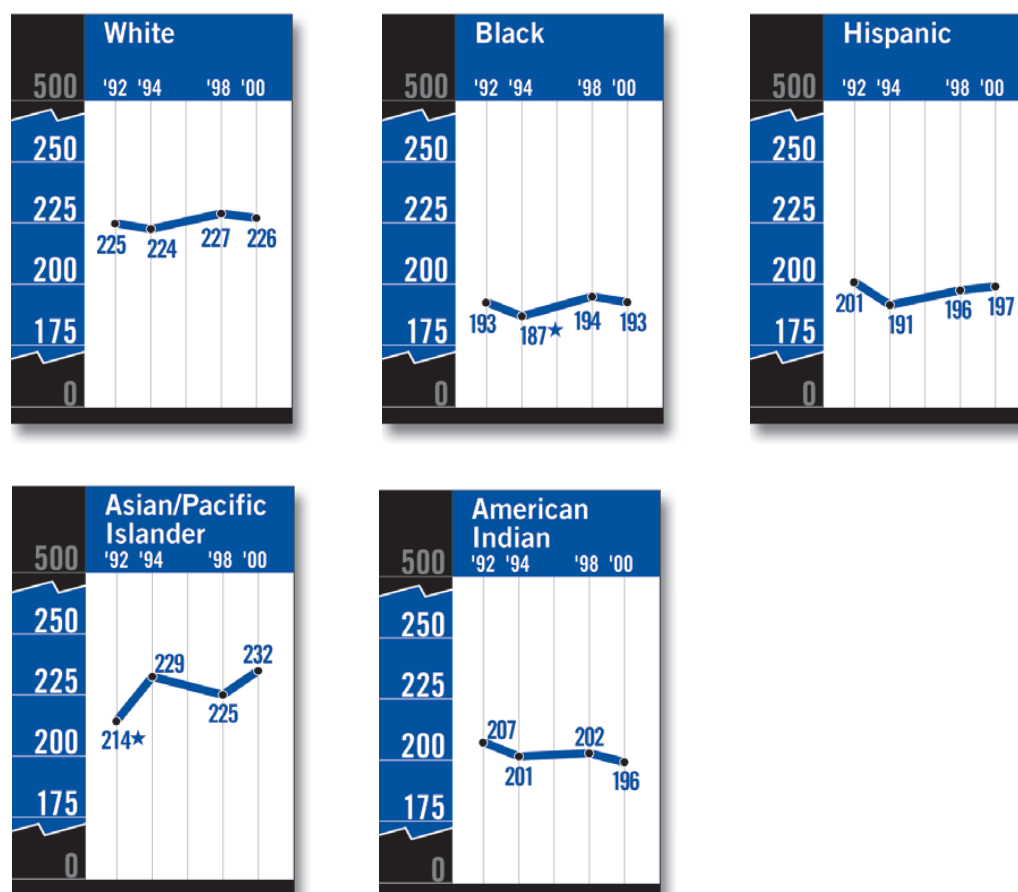 White
'92 '94 '98 '00
500
250
225
200
175
0
225 224 227 226
Black
'92 '94 '98 '00
500
250
225
200
175
0
193 187★ 194 193
Hispanic
'92 '94 '98 '00
500
250
225
200
175
0
201 191 196 197
Asian/Pacific
Islander
'92 '94 '98 '00
500
250
225
200
175
0
214★ 229 225 232
American
Indian
'92 '94 '98 '00
500
250
225
200
175
0
207 201 202 196